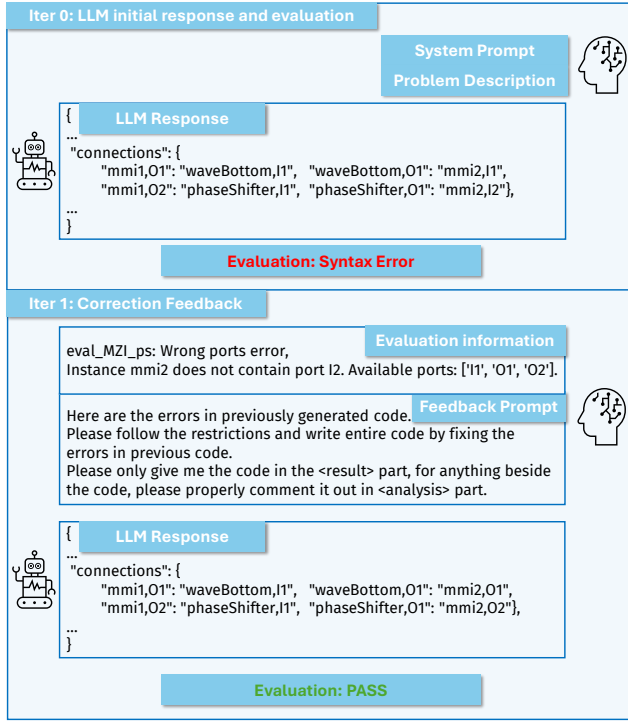 Iter 0: LLM initial response and evaluation
System Prompt
Problem Description
LLM Response
{
...
"connections": {
"mmi1,O1": "waveBottom,I1", "waveBottom,O1": "mmi2,I1",
"mmi1,O2": "phaseShifter,I1", "phaseShifter,O1": "mmi2,I2"},
...
}
Evaluation: Syntax Error
Iter 1: Correction Feedback
Evaluation information
eval_MZI_ps: Wrong ports error,
Instance mmi2 does not contain port I2. Available ports: ['I1', 'O1', 'O2'].
Feedback Prompt
Here are the errors in previously generated code.
Please follow the restrictions and write entire code by fixing the
errors in previous code.
Please only give me the code in the <result> part, for anything beside
the code, please properly comment it out in <analysis> part.
LLM Response
{
...
"connections": {
"mmi1,O1": "waveBottom,I1", "waveBottom,O1": "mmi2,O1",
"mmi1,O2": "phaseShifter,I1", "phaseShifter,O1": "mmi2,O2"},
...
}
Evaluation: PASS